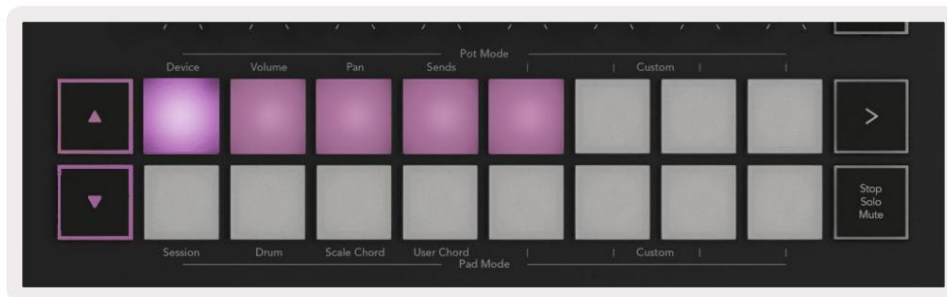 Pot Mode
Device Volume Pan Sends Custom
>
Stop
Solo
Mute
Session Drum Scale Chord User Chord Custom
Pad Mode